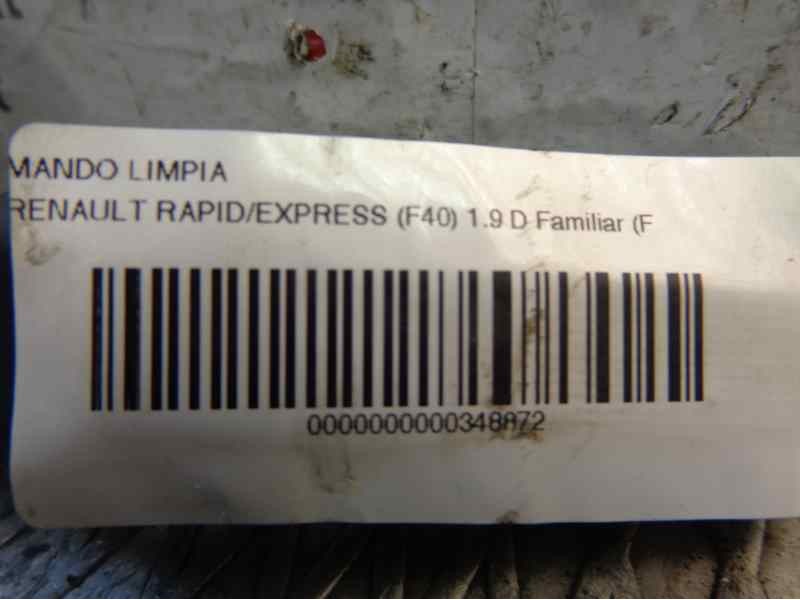 MANDO LIMPIA
RENAULT RAPID/EXPRESS (F40) 1.9 D Familiar (F
0000000000348872